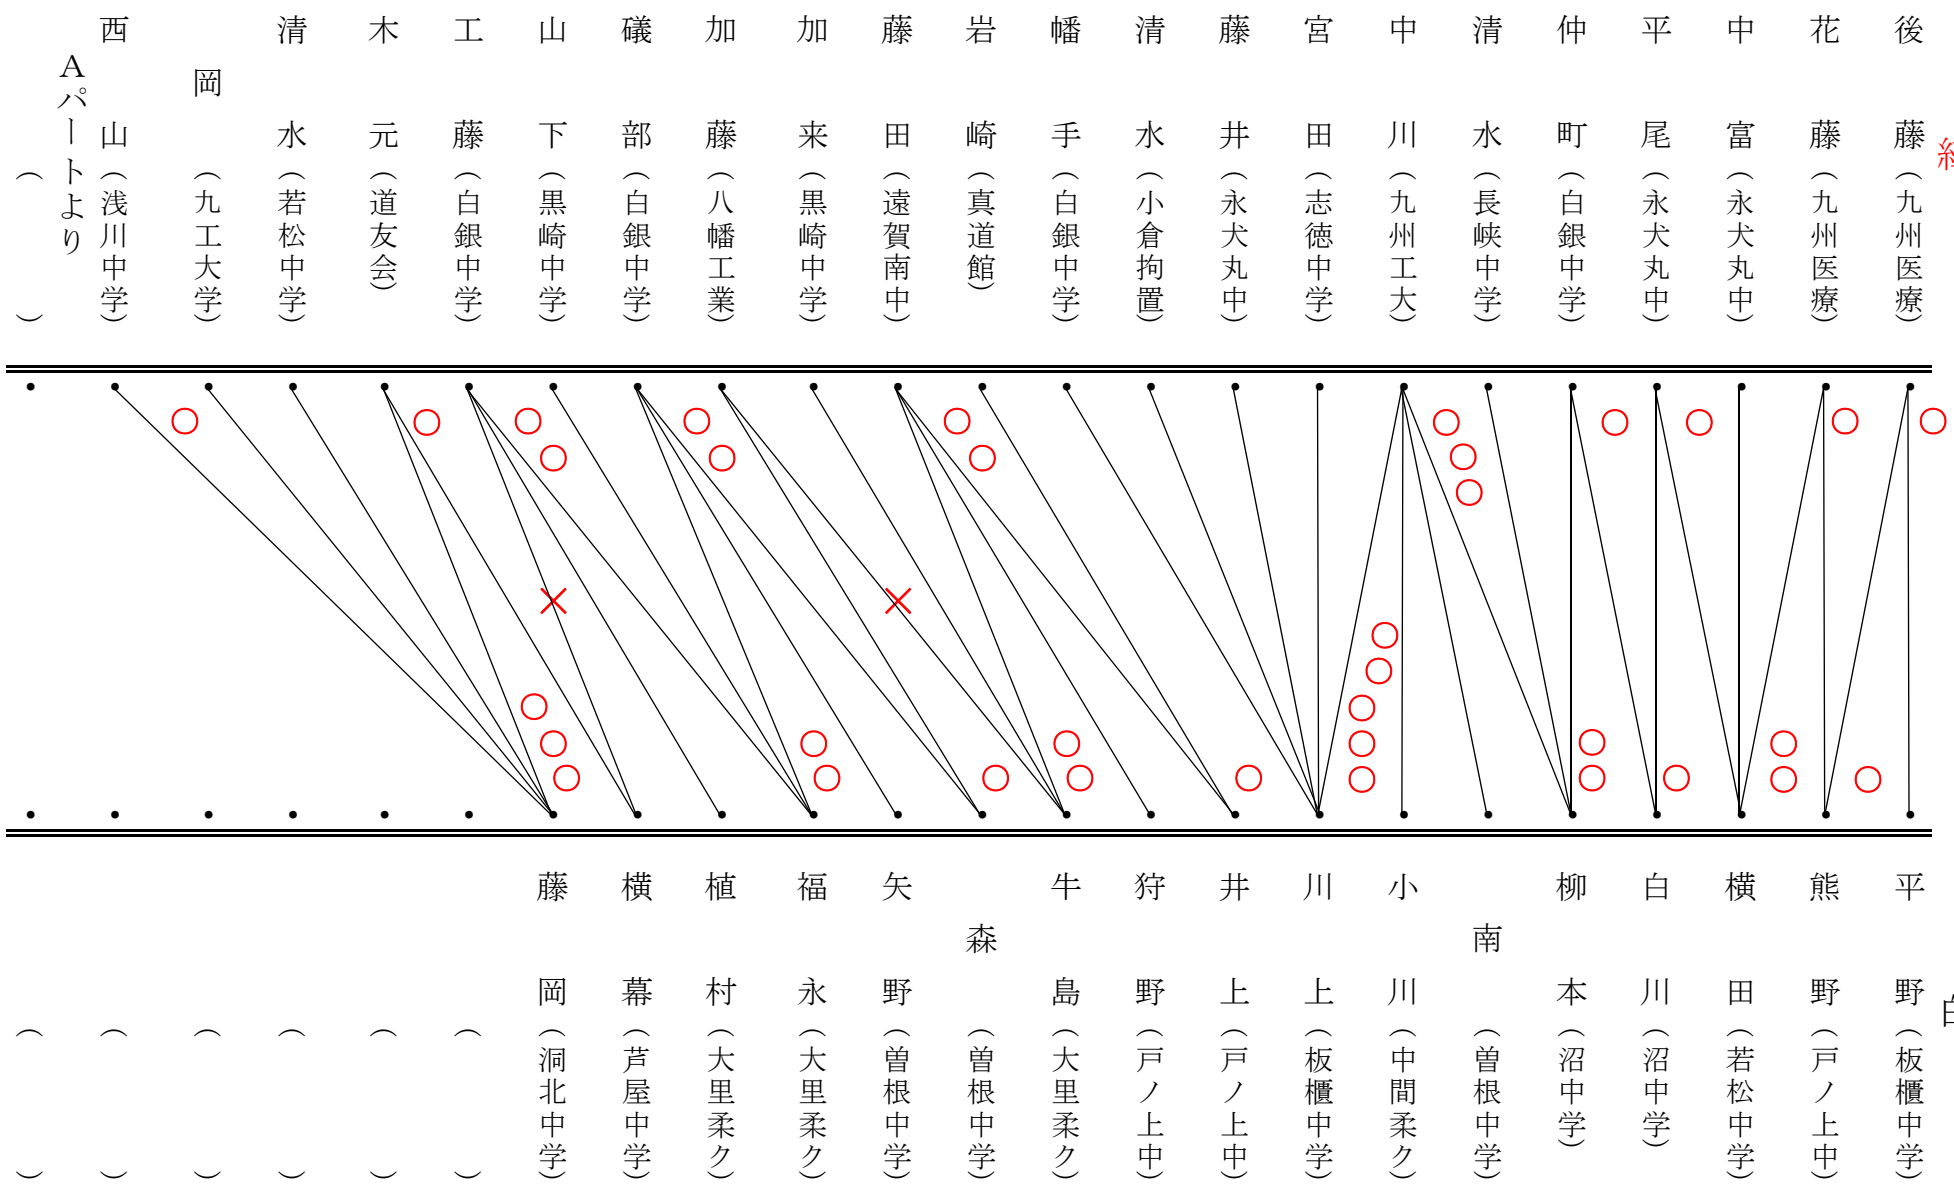 後藤（九州医療）
花藤（九州医療）
中富（永犬丸中）
平尾（永犬丸中）
仲町（白銀中学）
清水（長峡中学）
中川（九州工大）
宮田（志徳中学）
藤井（永犬丸中）
清水（小倉拘置）
幡手（白銀中学）
岩崎（真道館）
藤田（遠賀南中）
加来（黒崎中学）
加藤（八幡工業）
礒部（白銀中学）
山下（黒崎中学）
工藤（白銀中学）
木元（道友会）
清水（若松中学）
岡（九工大学）
西山（浅川中学）
Aパートより
（　）
平野（板櫃中学）
熊野（戸ノ上中）
横田（若松中学）
白川（沼中学）
柳本（沼中学）
南（曽根中学）
小川（中間柔ク）
川上（板櫃中学）
井上（戸ノ上中）
狩野（戸ノ上中）
牛島（大里柔ク）
森（曽根中学）
矢野（曽根中学）
福永（大里柔ク）
植村（大里柔ク）
横幕（芦屋中学）
藤岡（洞北中学）
（　）
（　）
（　）
（　）
（　）
（　）